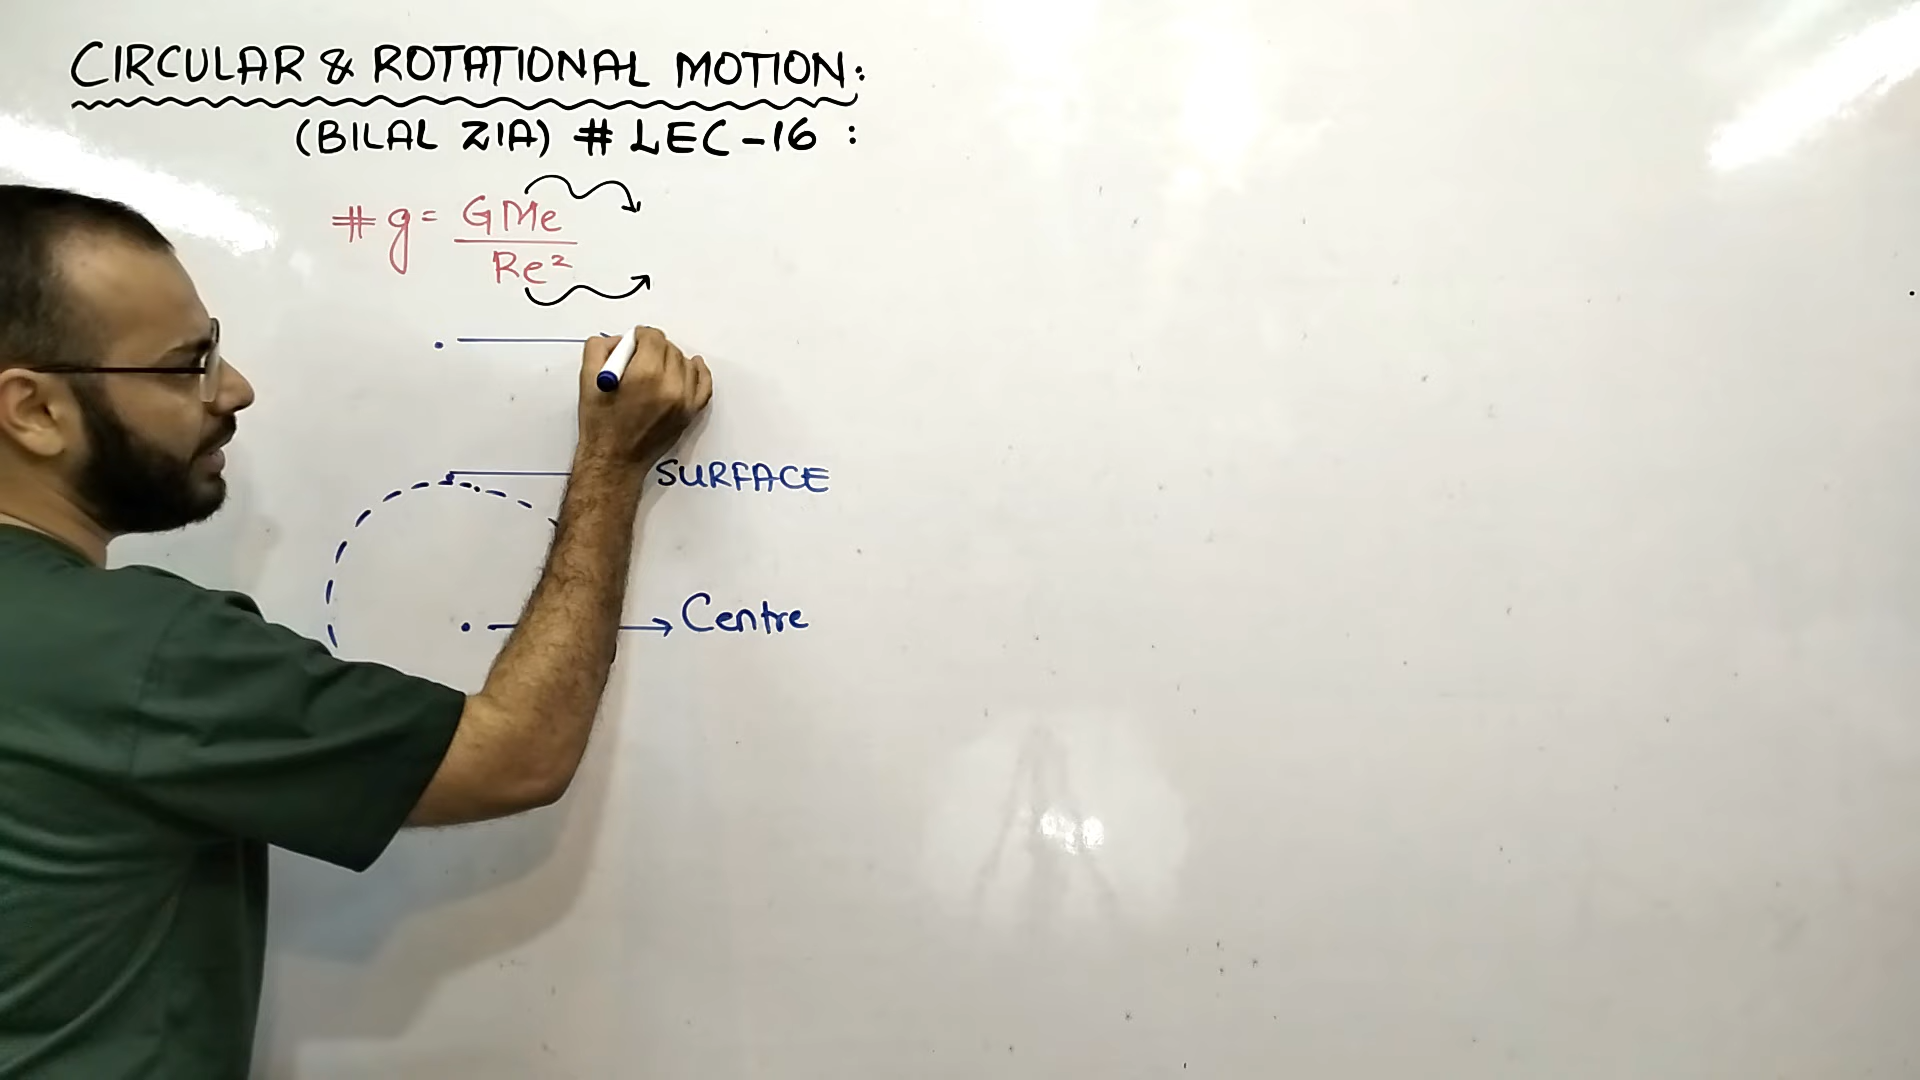 CIRCULAR & ROTATIONAL MOTION:
(BILAL ZIA) # LEC-16 :
# g = GMe / Re²
SURFACE
Centre